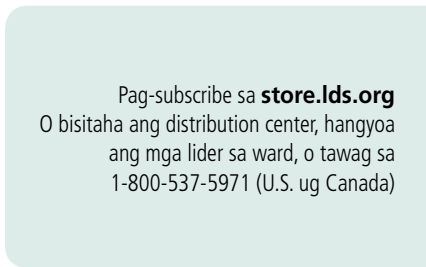 Pag-subscribe sa store.lds.org
O bisitaha ang distribution center, hangyoa
ang mga lider sa ward, o tawag sa
1-800-537-5971 (U.S. ug Canada)